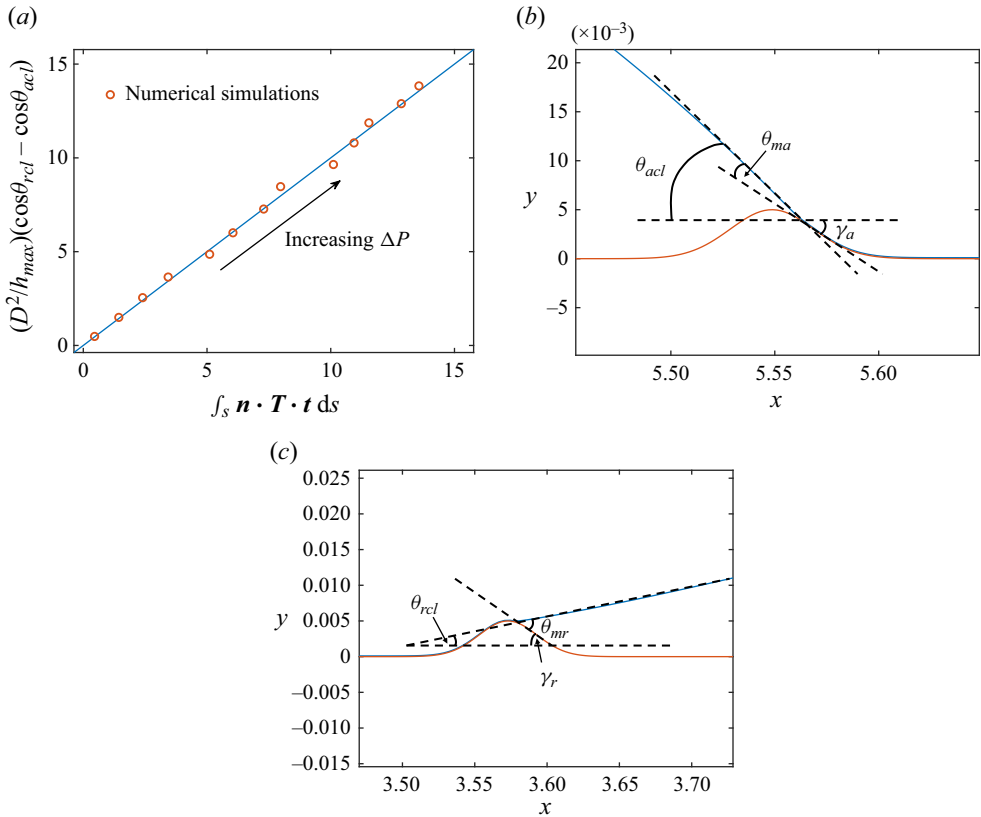 (a)
15
10
5
0
(D²/h_max)(cosθ_rcl – cosθ_acl)
Numerical simulations
Increasing ΔP
0 5 10 15
∫_s n · T · t ds
(b)
(×10⁻³)
20
15
10
5
0
–5
y
θ_acl
θ_ma
γ_a
5.50 5.55 5.60
x
(c)
0.025
0.020
0.015
0.010
0.005
0
–0.005
–0.010
–0.015
y
θ_rcl
θ_mr
γ_r
3.50 3.55 3.60 3.65 3.70
x